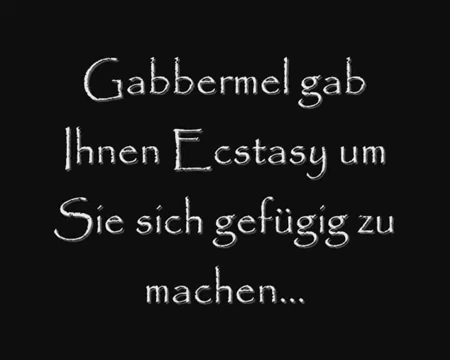 Gabbermel gab
Ihnen Ecstasy um
Sie sich gefügig zu
machen...